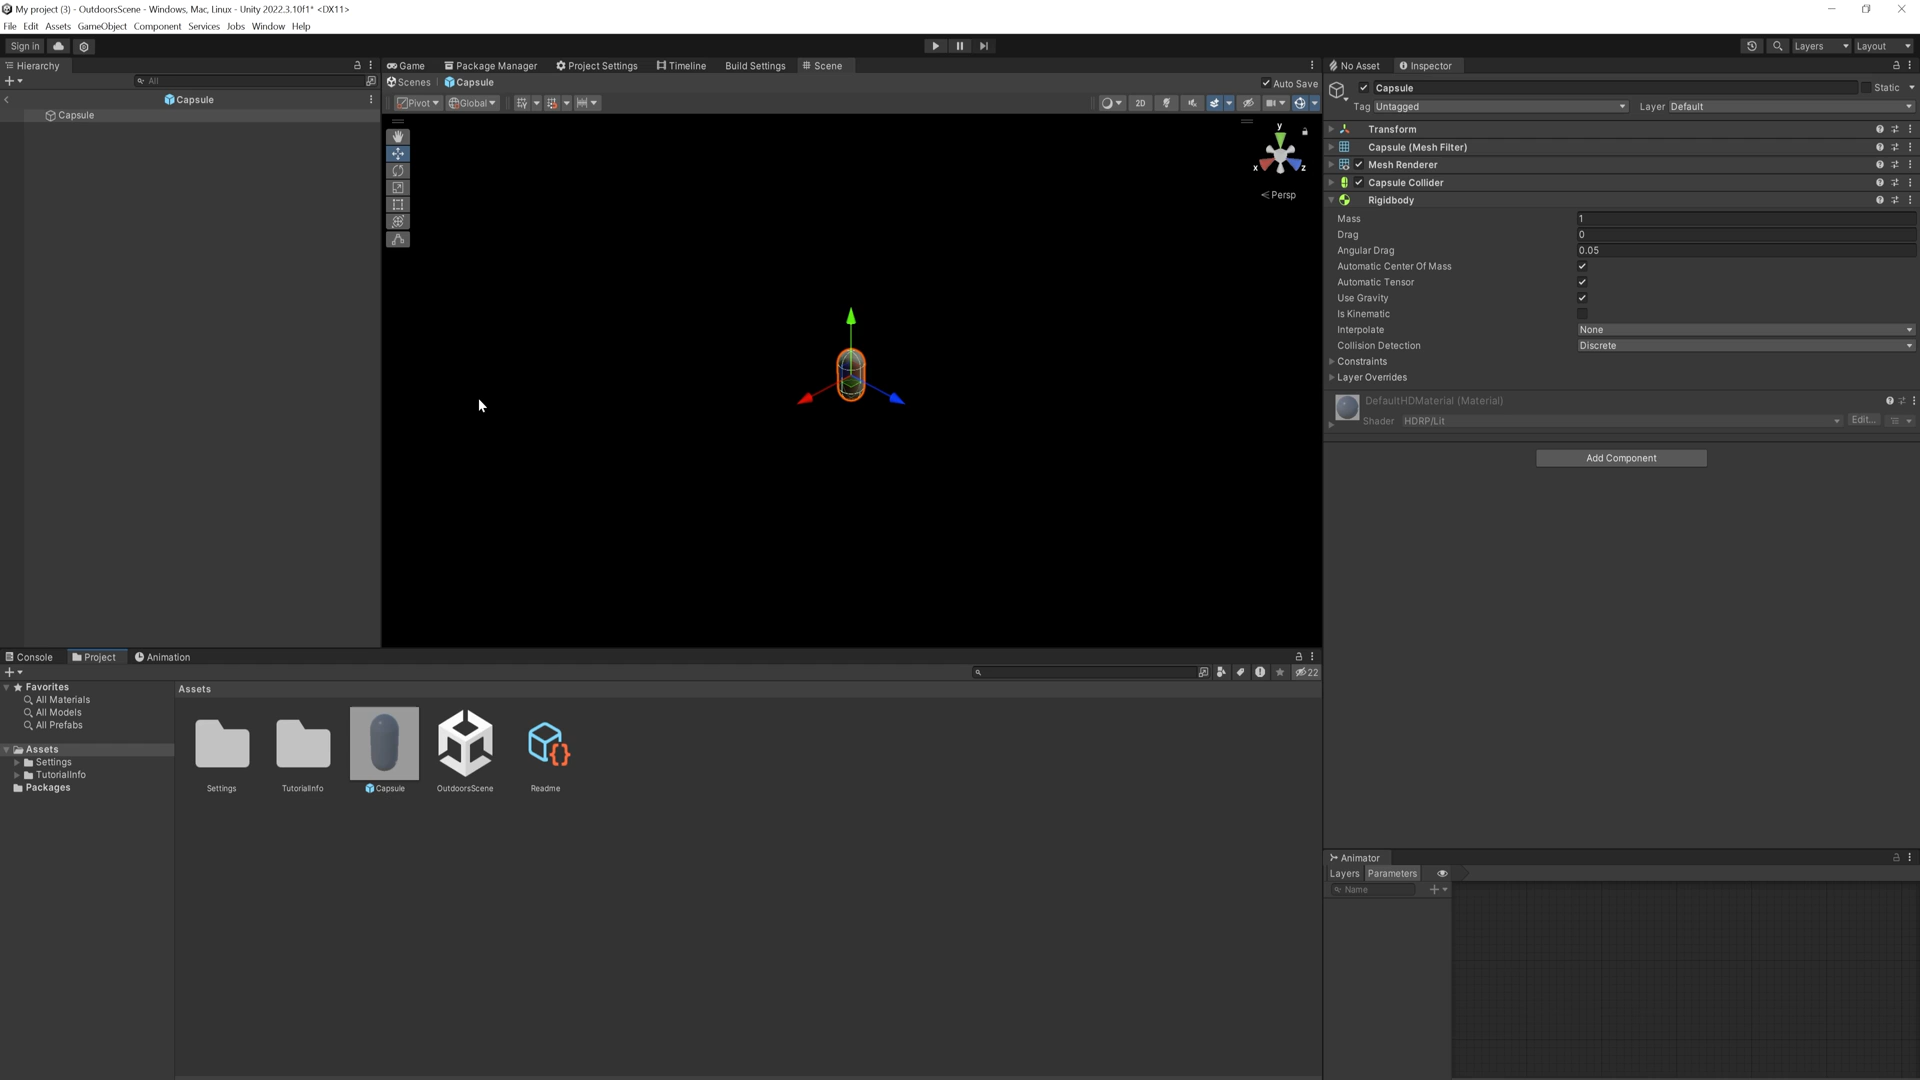 My project (3) - OutdoorsScene - Windows, Mac, Linux - Unity 2022.3.10f1* <DX11>
File Edit Assets GameObject Component Services Jobs Window Help
Sign in
Layers
Layout
Hierarchy
All
Capsule
Capsule
Game
Package Manager
Project Settings
Timeline
Build Settings
Scene
Scenes
Capsule
Auto Save
Pivot
Global
2D
y
x
z
Persp
No Asset
Inspector
Capsule
Static
Tag
Untagged
Layer
Default
Transform
Capsule (Mesh Filter)
Mesh Renderer
Capsule Collider
Rigidbody
Mass
1
Drag
0
Angular Drag
0.05
Automatic Center Of Mass
Automatic Tensor
Use Gravity
Is Kinematic
Interpolate
None
Collision Detection
Discrete
Constraints
Layer Overrides
DefaultHDMaterial (Material)
Shader
HDRP/Lit
Edit...
Add Component
Console
Project
Animation
22
Favorites
All Materials
All Models
All Prefabs
Assets
Settings
TutorialInfo
Packages
Assets
Settings
TutorialInfo
Capsule
OutdoorsScene
Readme
Animator
Layers
Parameters
Name